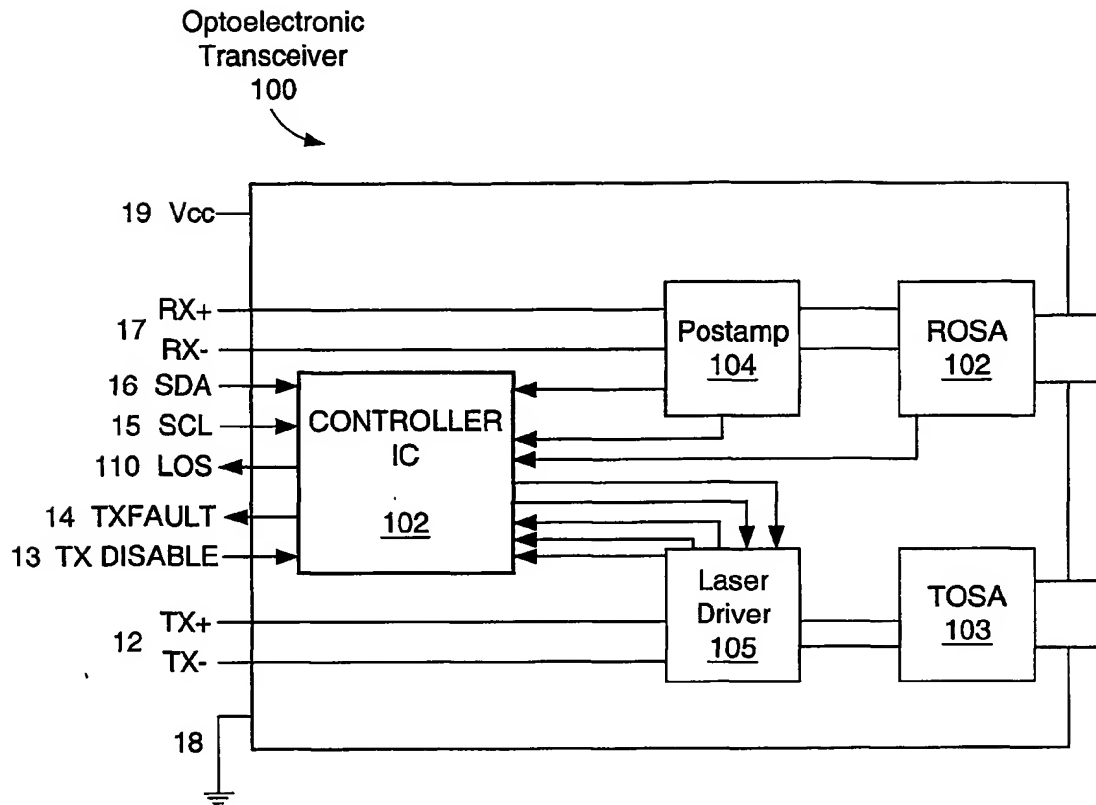 Optoelectronic
Transceiver
100
19 Vcc
17
RX+
RX-
16 SDA
15 SCL
110 LOS
14 TXFAULT
13 TX DISABLE
12
TX+
TX-
18
CONTROLLER
IC
102
Postamp
104
ROSA
102
Laser
Driver
105
TOSA
103